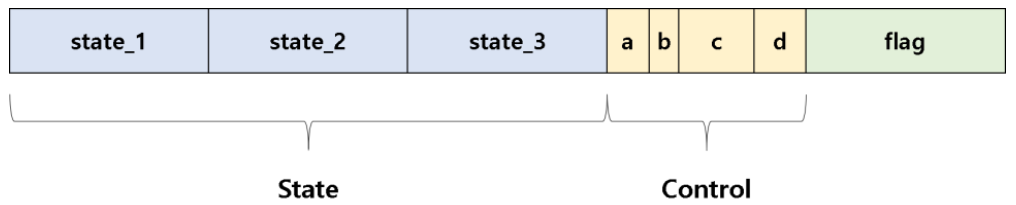 state_1 state_2 state_3 a b c d flag
State Control